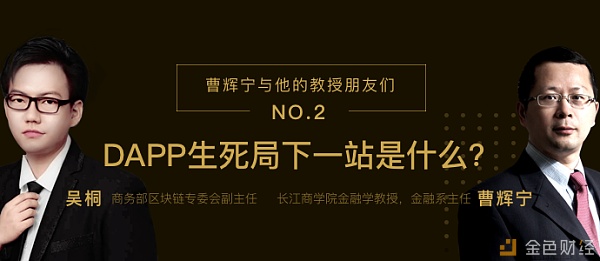 曹辉宁与他的教授朋友们
NO.2
DAPP生死局下一站是什么?
吴桐 商务部区块链专委会副主任 长江商学院金融学教授，金融系主任 曹辉宁
金色财经